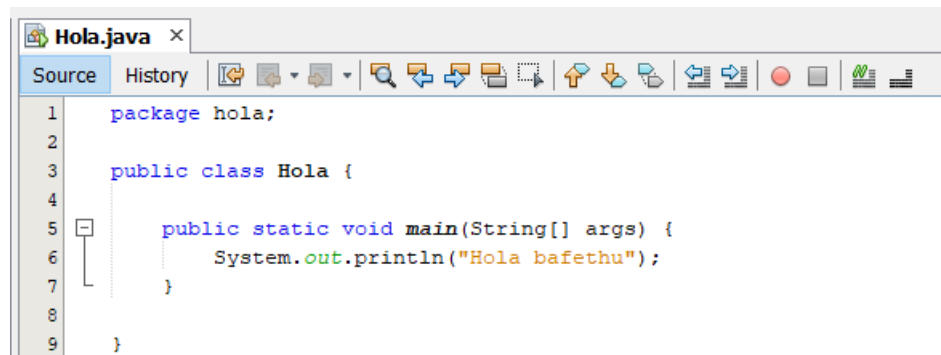 Hola.java
Source History
1 package hola;
2
3 public class Hola {
4
5 public static void main(String[] args) {
6 System.out.println("Hola bafethu");
7 }
8
9 }